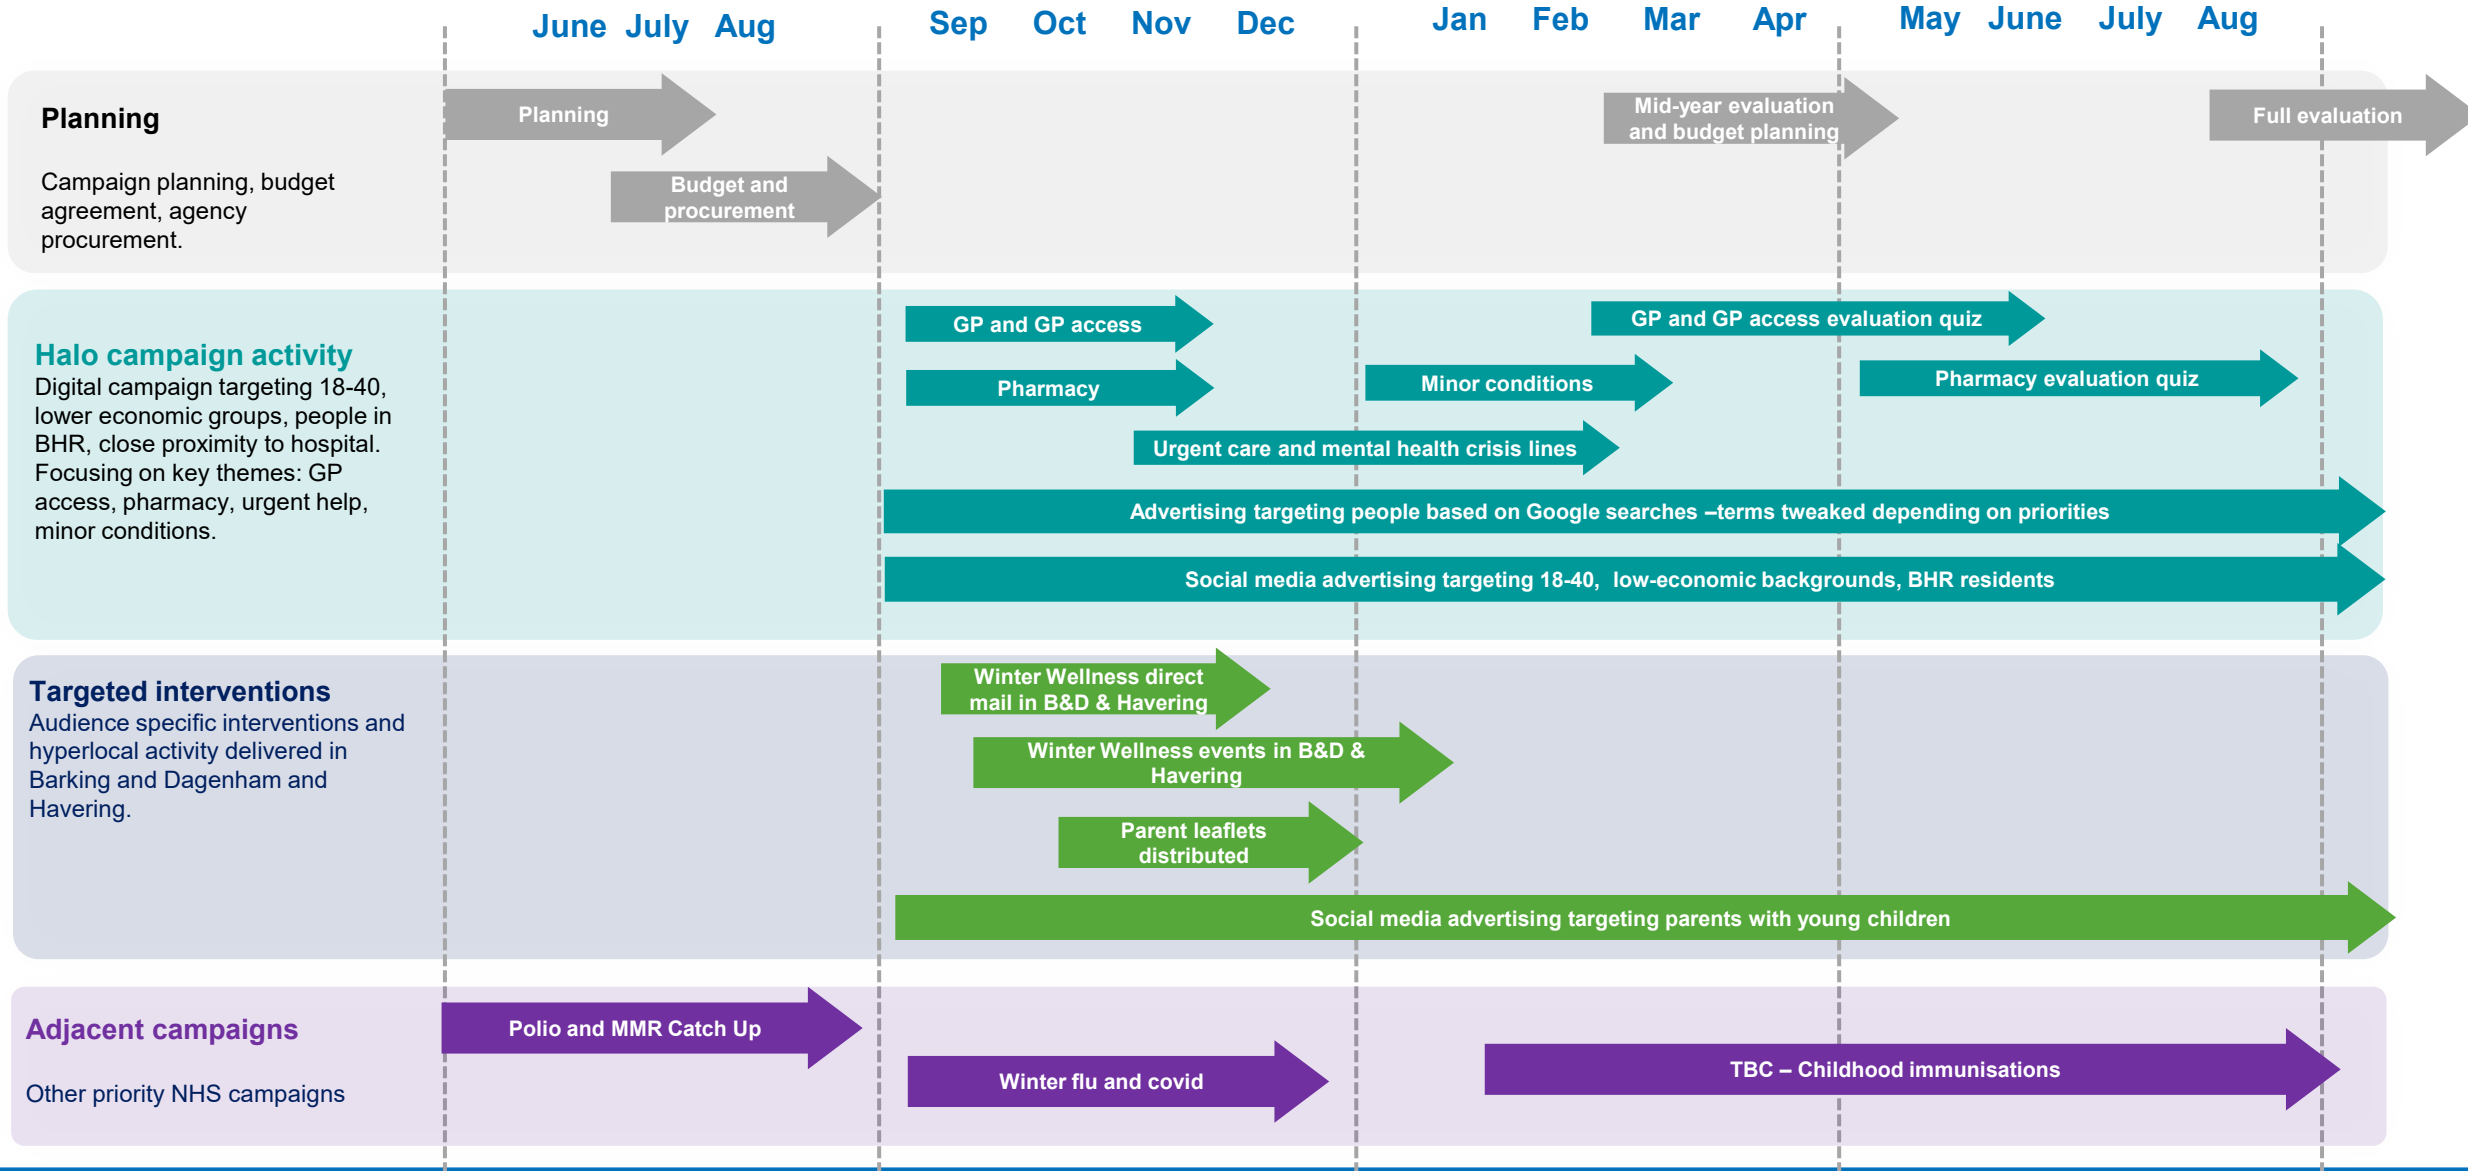 June July Aug Sep Oct Nov Dec Jan Feb Mar Apr May June July Aug
Planning
Campaign planning, budget
agreement, agency
procurement.
Planning
Budget and
procurement
Mid-year evaluation
and budget planning
Full evaluation
Halo campaign activity
Digital campaign targeting 18-40,
lower economic groups, people in
BHR, close proximity to hospital.
Focusing on key themes: GP
access, pharmacy, urgent help,
minor conditions.
GP and GP access
GP and GP access evaluation quiz
Pharmacy
Minor conditions
Pharmacy evaluation quiz
Urgent care and mental health crisis lines
Advertising targeting people based on Google searches –terms tweaked depending on priorities
Social media advertising targeting 18-40, low-economic backgrounds, BHR residents
Targeted interventions
Audience specific interventions and
hyperlocal activity delivered in
Barking and Dagenham and
Havering.
Winter Wellness direct
mail in B&D & Havering
Winter Wellness events in B&D &
Havering
Parent leaflets
distributed
Social media advertising targeting parents with young children
Adjacent campaigns
Other priority NHS campaigns
Polio and MMR Catch Up
Winter flu and covid
TBC – Childhood immunisations